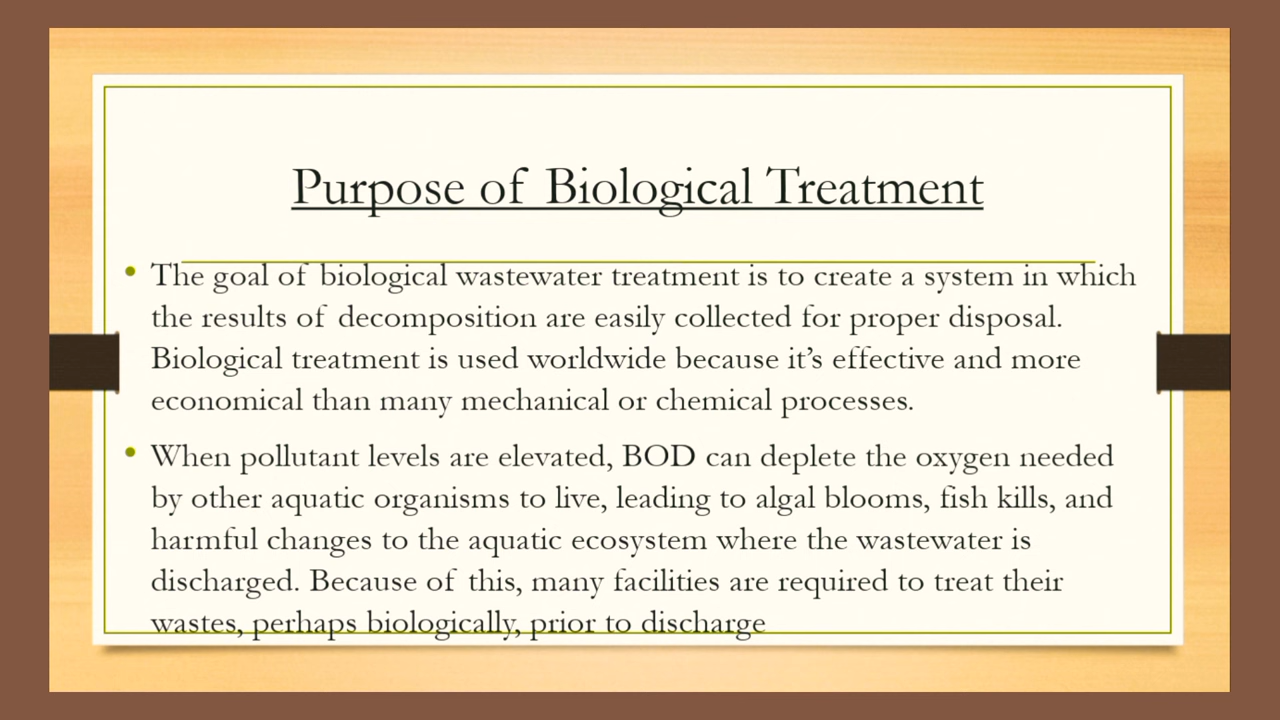 Purpose of Biological Treatment
• The goal of biological wastewater treatment is to create a system in which
the results of decomposition are easily collected for proper disposal.
Biological treatment is used worldwide because it’s effective and more
economical than many mechanical or chemical processes.
• When pollutant levels are elevated, BOD can deplete the oxygen needed
by other aquatic organisms to live, leading to algal blooms, fish kills, and
harmful changes to the aquatic ecosystem where the wastewater is
discharged. Because of this, many facilities are required to treat their
wastes, perhaps biologically, prior to discharge